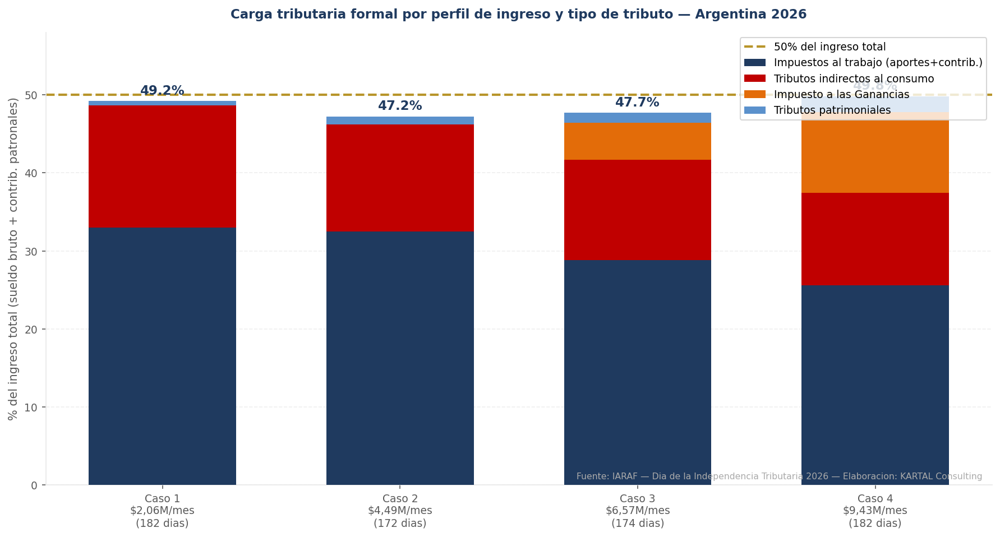 Carga tributaria formal por perfil de ingreso y tipo de tributo — Argentina 2026
50% del ingreso total
Impuestos al trabajo (aportes+contrib.)
Tributos indirectos al consumo
Impuesto a las Ganancias
Tributos patrimoniales
49.2%
47.2%
47.7%
49.8%
% del ingreso total (sueldo bruto + contrib. patronales)
50
40
30
20
10
0
Fuente: IARAF — Dia de la Independencia Tributaria 2026 — Elaboracion: KARTAL Consulting
Caso 1
$2,06M/mes
(182 dias)
Caso 2
$4,49M/mes
(172 dias)
Caso 3
$6,57M/mes
(174 dias)
Caso 4
$9,43M/mes
(182 dias)